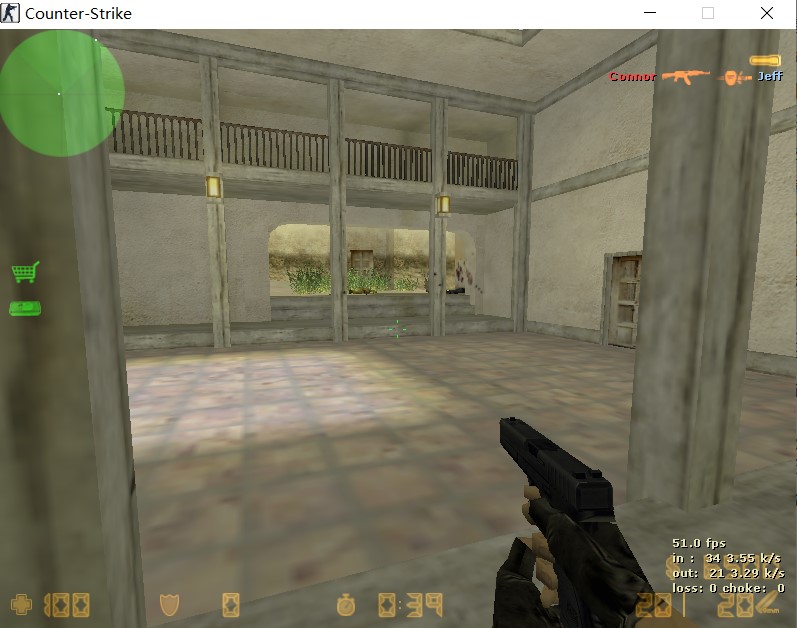 Counter-Strike
Connor Jeff
51.0 fps
in : 34 3.55 k/s
out: 21 3.29 k/s
loss: 0 choke: 0
100 0 0:39 20 | 20